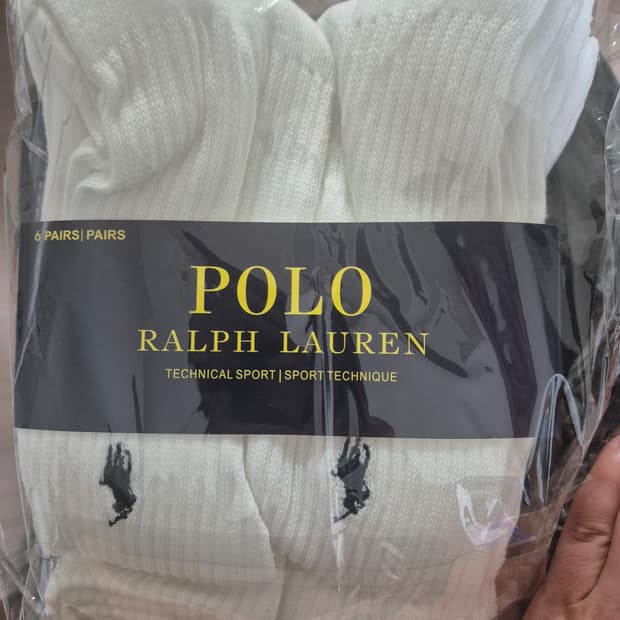 6 PAIRS| PAIRS
POLO
RALPH LAUREN
TECHNICAL SPORT | SPORT TECHNIQUE